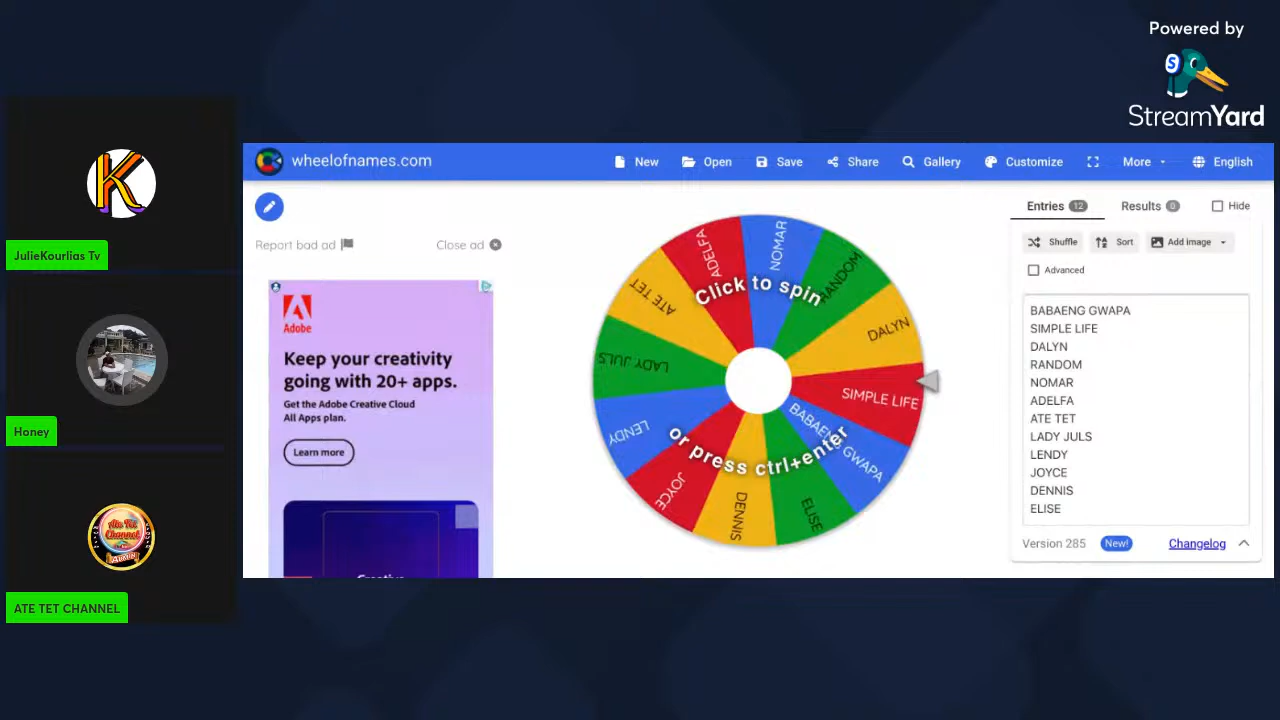 Powered by
StreamYard
JulieKourlias Tv
Honey
ATE TET CHANNEL
wheelofnames.com
New
Open
Save
Share
Gallery
Customize
More
English
Report bad ad
Close ad
Adobe
Keep your creativity
going with 20+ apps.
Get the Adobe Creative Cloud
All Apps plan.
Learn more
Click to spin
or press ctrl+enter
NOMAR
RANDOM
DALYN
SIMPLE LIFE
BABAENG GWAPA
ELISE
DENNIS
JOYCE
LENDY
LADY JULS
ATE TET
ADELFA
Entries 12
Results 0
Hide
Shuffle
Sort
Add image
Advanced
BABAENG GWAPA
SIMPLE LIFE
DALYN
RANDOM
NOMAR
ADELFA
ATE TET
LADY JULS
LENDY
JOYCE
DENNIS
ELISE
Version 285
New!
Changelog